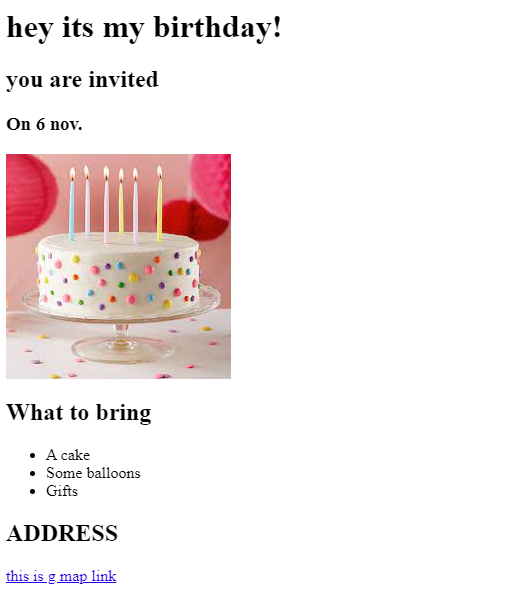 hey its my birthday!
you are invited
On 6 nov.
What to bring
A cake
Some balloons
Gifts
ADDRESS
this is g map link